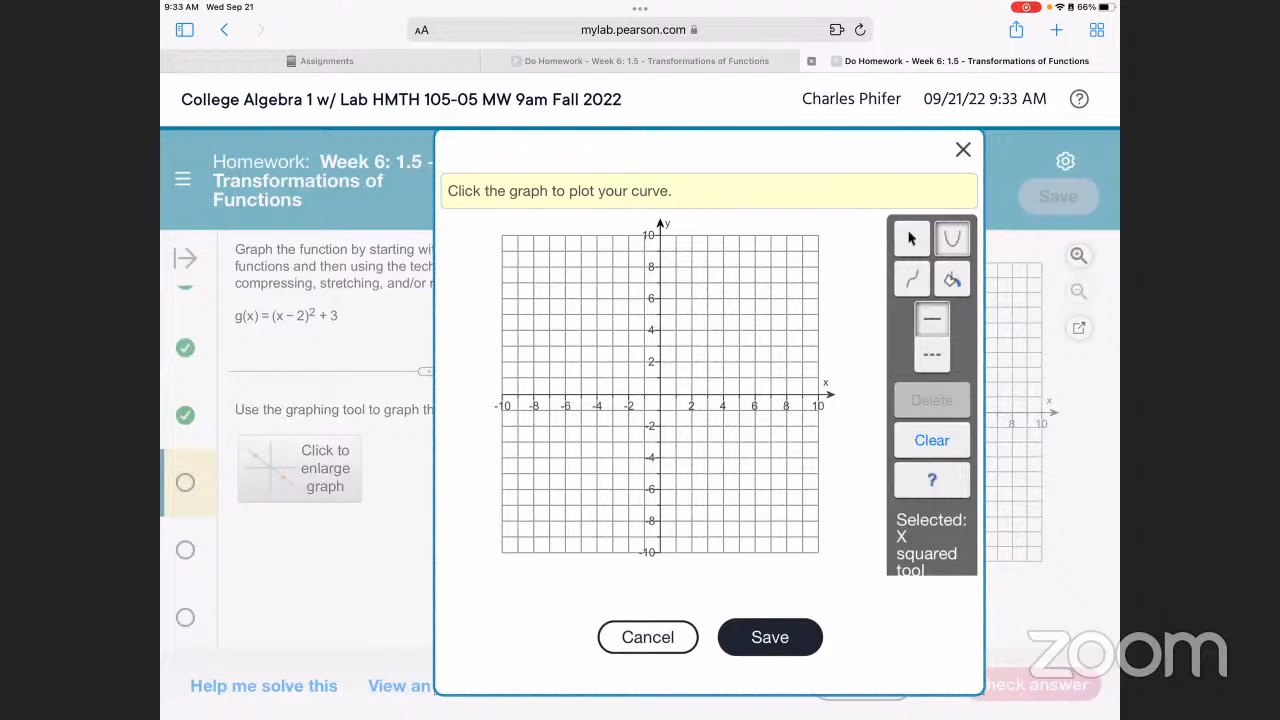 9:33 AM Wed Sep 21
66%
AA
mylab.pearson.com
Assignments
Do Homework - Week 6: 1.5 - Transformations of Functions
Do Homework - Week 6: 1.5 - Transformations of Functions
College Algebra 1 w/ Lab HMTH 105-05 MW 9am Fall 2022
Charles Phifer
09/21/22 9:33 AM
?
Homework: Week 6: 1.5 -
Transformations of
Functions
Save
Click the graph to plot your curve.
Graph the function by starting wi
functions and then using the tech
compressing, stretching, and/or r
g(x) = (x − 2)² + 3
Use the graphing tool to graph th
Click to
enlarge
graph
y
10
8
6
4
2
x
-10 -8 -6 -4 -2 2 4 6 8 10
-2
-4
-6
-8
-10
Delete
Clear
?
Selected:
X
squared
tool
x
8 10
Cancel
Save
Help me solve this
View an
heck answer
zoom